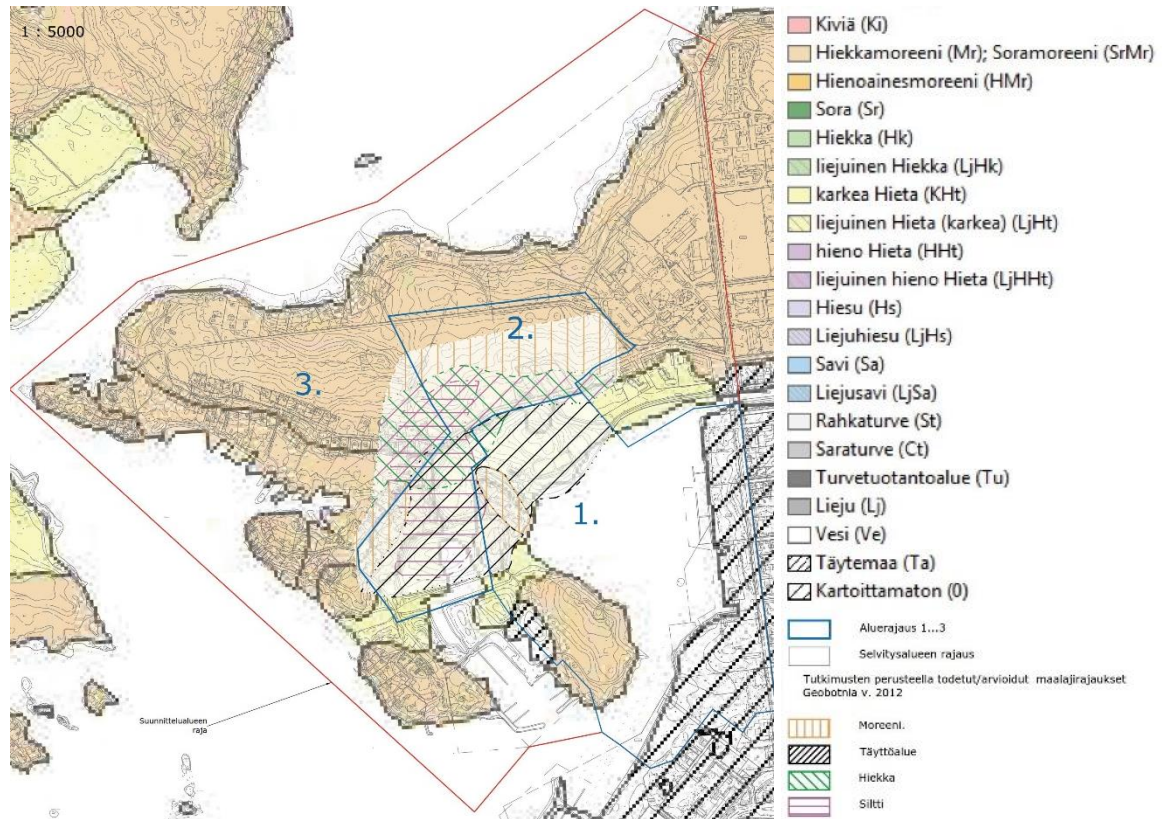 1 : 5000
2.
3.
1.
Suunnittelualueen
raja
Kiviä (Ki)
Hiekkamoreeni (Mr); Soramoreeni (SrMr)
Hienoainesmoreeni (HMr)
Sora (Sr)
Hiekka (Hk)
liejuinen Hiekka (LjHk)
karkea Hieta (KHt)
liejuinen Hieta (karkea) (LjHt)
hieno Hieta (HHt)
liejuinen hieno Hieta (LjHHt)
Hiesu (Hs)
Liejuhiesu (LjHs)
Savi (Sa)
Liejusavi (LjSa)
Rahkaturve (St)
Saraturve (Ct)
Turvetuotantoalue (Tu)
Lieju (Lj)
Vesi (Ve)
Täytemaa (Ta)
Kartoittamaton (0)
Aluerajaus 1...3
Selvitysalueen rajaus
Tutkimusten perusteella todetut/arvioidut maalajirajaukset
Geobotnia v. 2012
Moreeni.
Täyttöalue
Hiekka
Siltti